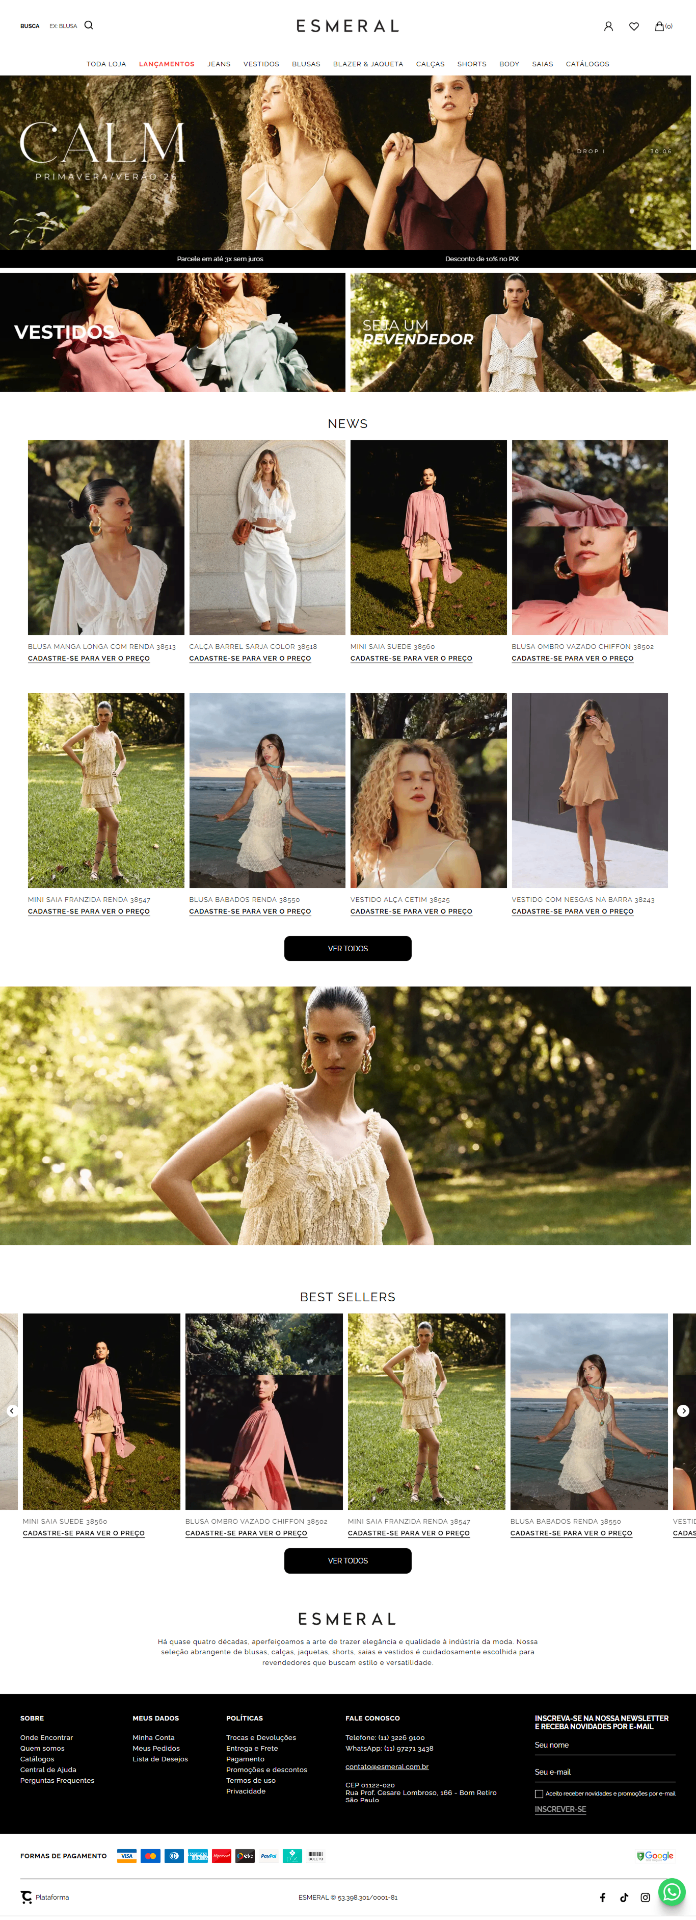 BUSCA EX: BLUSA
ESMERAL
(0)
TODA LOJA LANÇAMENTOS JEANS VESTIDOS BLUSAS BLAZER & JAQUETA CALÇAS SHORTS BODY SAIAS CATÁLOGOS
CALM
PRIMAVERA/VERÃO 26
DROP I 30.06
Parcele em até 3x sem juros Desconto de 10% no PIX
VESTIDOS
SEJA UM
REVENDEDOR
NEWS
BLUSA MANGA LONGA COM RENDA 38513 CALÇA BARREL SARJA COLOR 38518 MINI SAIA SUEDE 38560 BLUSA OMBRO VAZADO CHIFFON 38502
CADASTRE-SE PARA VER O PREÇO CADASTRE-SE PARA VER O PREÇO CADASTRE-SE PARA VER O PREÇO CADASTRE-SE PARA VER O PREÇO
MINI SAIA FRANZIDA RENDA 38547 BLUSA BABADOS RENDA 38550 VESTIDO ALÇA CETIM 38525 VESTIDO COM NESGAS NA BARRA 38243
CADASTRE-SE PARA VER O PREÇO CADASTRE-SE PARA VER O PREÇO CADASTRE-SE PARA VER O PREÇO CADASTRE-SE PARA VER O PREÇO
VER TODOS
BEST SELLERS
MINI SAIA SUEDE 38560 BLUSA OMBRO VAZADO CHIFFON 38502 MINI SAIA FRANZIDA RENDA 38547 BLUSA BABADOS RENDA 38550 VESTID
CADASTRE-SE PARA VER O PREÇO CADASTRE-SE PARA VER O PREÇO CADASTRE-SE PARA VER O PREÇO CADASTRE-SE PARA VER O PREÇO CADAS
VER TODOS
ESMERAL
Há quase quatro décadas, aperfeiçoamos a arte de trazer elegância e qualidade à indústria da moda. Nossa
seleção abrangente de blusas, calças, jaquetas, shorts, saias e vestidos é cuidadosamente escolhida para
revendedores que buscam estilo e versatilidade.
SOBRE
Onde Encontrar
Quem somos
Catálogos
Central de Ajuda
Perguntas Frequentes
MEUS DADOS
Minha Conta
Meus Pedidos
Lista de Desejos
POLÍTICAS
Trocas e Devoluções
Entrega e Frete
Pagamento
Promoções e descontos
Termos de uso
Privacidade
FALE CONOSCO
Telefone: (11) 3226 9100
WhatsApp: (11) 97271 3438
contato@esmeral.com.br
CEP 01122-020
Rua Prof. Cesare Lombroso, 166 - Bom Retiro
São Paulo
INSCREVA-SE NA NOSSA NEWSLETTER
E RECEBA NOVIDADES POR E-MAIL
Seu nome
Seu e-mail
Aceito receber novidades e promoções por e-mail
INSCREVER-SE
FORMAS DE PAGAMENTO VISA PayPal Google
Plataforma ESMERAL © 53.398.301/0001-81